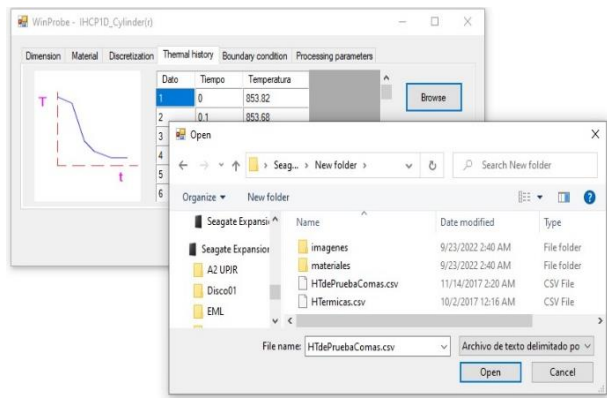 WinProbe - IHCP1D_Cylinder(r)
Dimension Material Discretization Thermal history Boundary condition Processing parameters
Dato Tiempo Temperatura
T
1 0 853.82
Browse
2 0.1 853.68
3
4
5
6
t
Open
Seag... › New folder ›
Search New folder
Organize New folder
Name Date modified Type
Seagate Expansi
Seagate Expansior
A2 UPJR
Disco01
EML
imagenes 9/23/2022 2:40 AM File folder
materiales 9/23/2022 2:40 AM File folder
HTdePruebaComas.csv 11/14/2017 2:20 AM CSV File
HTermicas.csv 10/2/2017 12:16 AM CSV File
File name: HTdePruebaComas.csv Archivo de texto delimitado po
Open Cancel